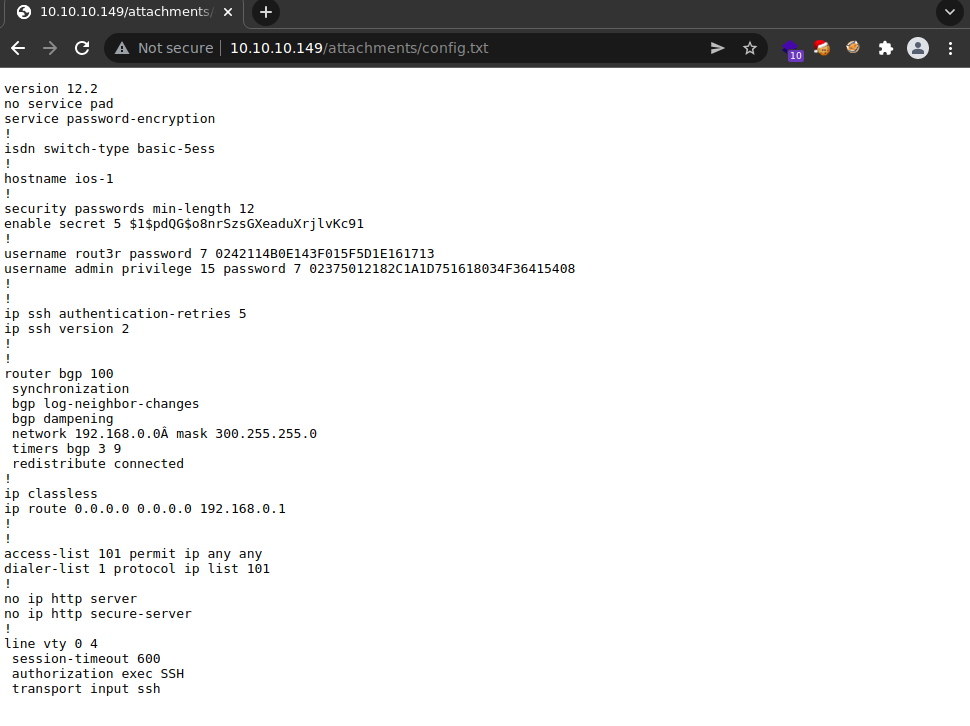 10.10.10.149/attachments/
Not secure 10.10.10.149/attachments/config.txt
10
version 12.2
no service pad
service password-encryption
!
isdn switch-type basic-5ess
!
hostname ios-1
!
security passwords min-length 12
enable secret 5 $1$pdQG$o8nrSzsGXeaduXrjlvKc91
!
username rout3r password 7 0242114B0E143F015F5D1E161713
username admin privilege 15 password 7 02375012182C1A1D751618034F36415408
!
!
ip ssh authentication-retries 5
ip ssh version 2
!
!
router bgp 100
 synchronization
 bgp log-neighbor-changes
 bgp dampening
 network 192.168.0.0Â mask 300.255.255.0
 timers bgp 3 9
 redistribute connected
!
ip classless
ip route 0.0.0.0 0.0.0.0 192.168.0.1
!
!
access-list 101 permit ip any any
dialer-list 1 protocol ip list 101
!
no ip http server
no ip http secure-server
!
line vty 0 4
 session-timeout 600
 authorization exec SSH
 transport input ssh